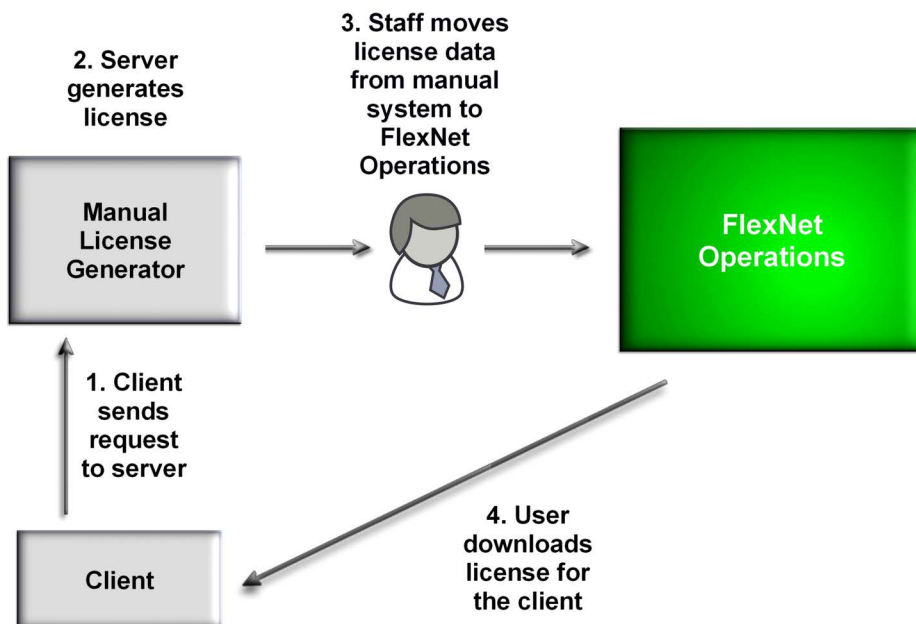 2. Server
generates
license
3. Staff moves
license data
from manual
system to
FlexNet
Operations
Manual
License
Generator
FlexNet
Operations
1. Client
sends
request
to server
Client
4. User
downloads
license for
the client